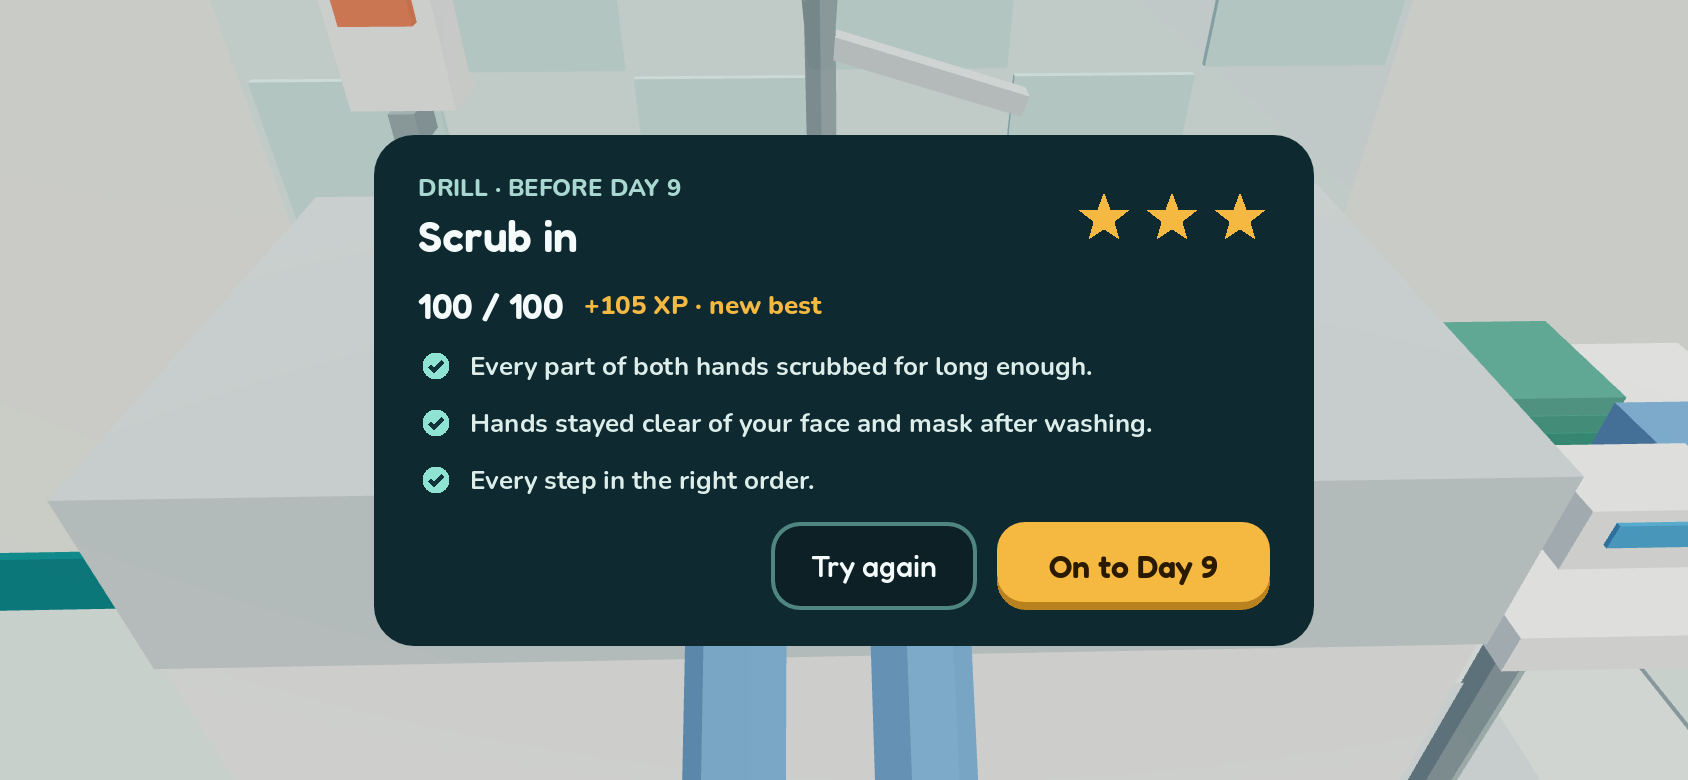 DRILL · BEFORE DAY 9
Scrub in
100 / 100 +105 XP · new best
Every part of both hands scrubbed for long enough.
Hands stayed clear of your face and mask after washing.
Every step in the right order.
Try again
On to Day 9